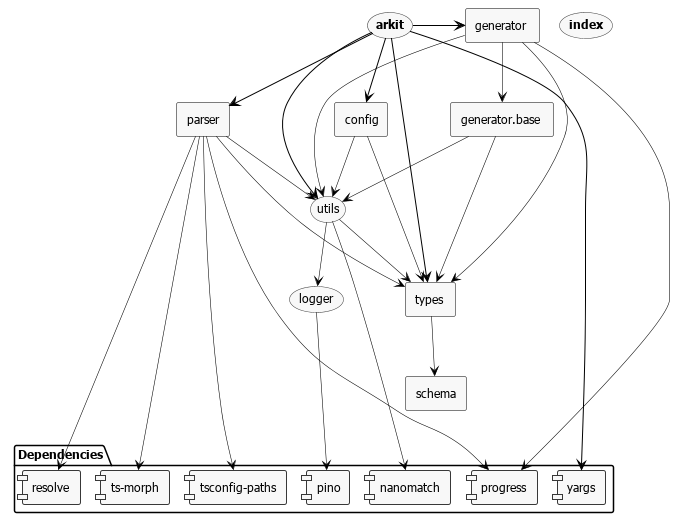 arkit
generator
index
parser
config
generator.base
utils
logger
types
schema
Dependencies
resolve
ts-morph
tsconfig-paths
pino
nanomatch
progress
yargs